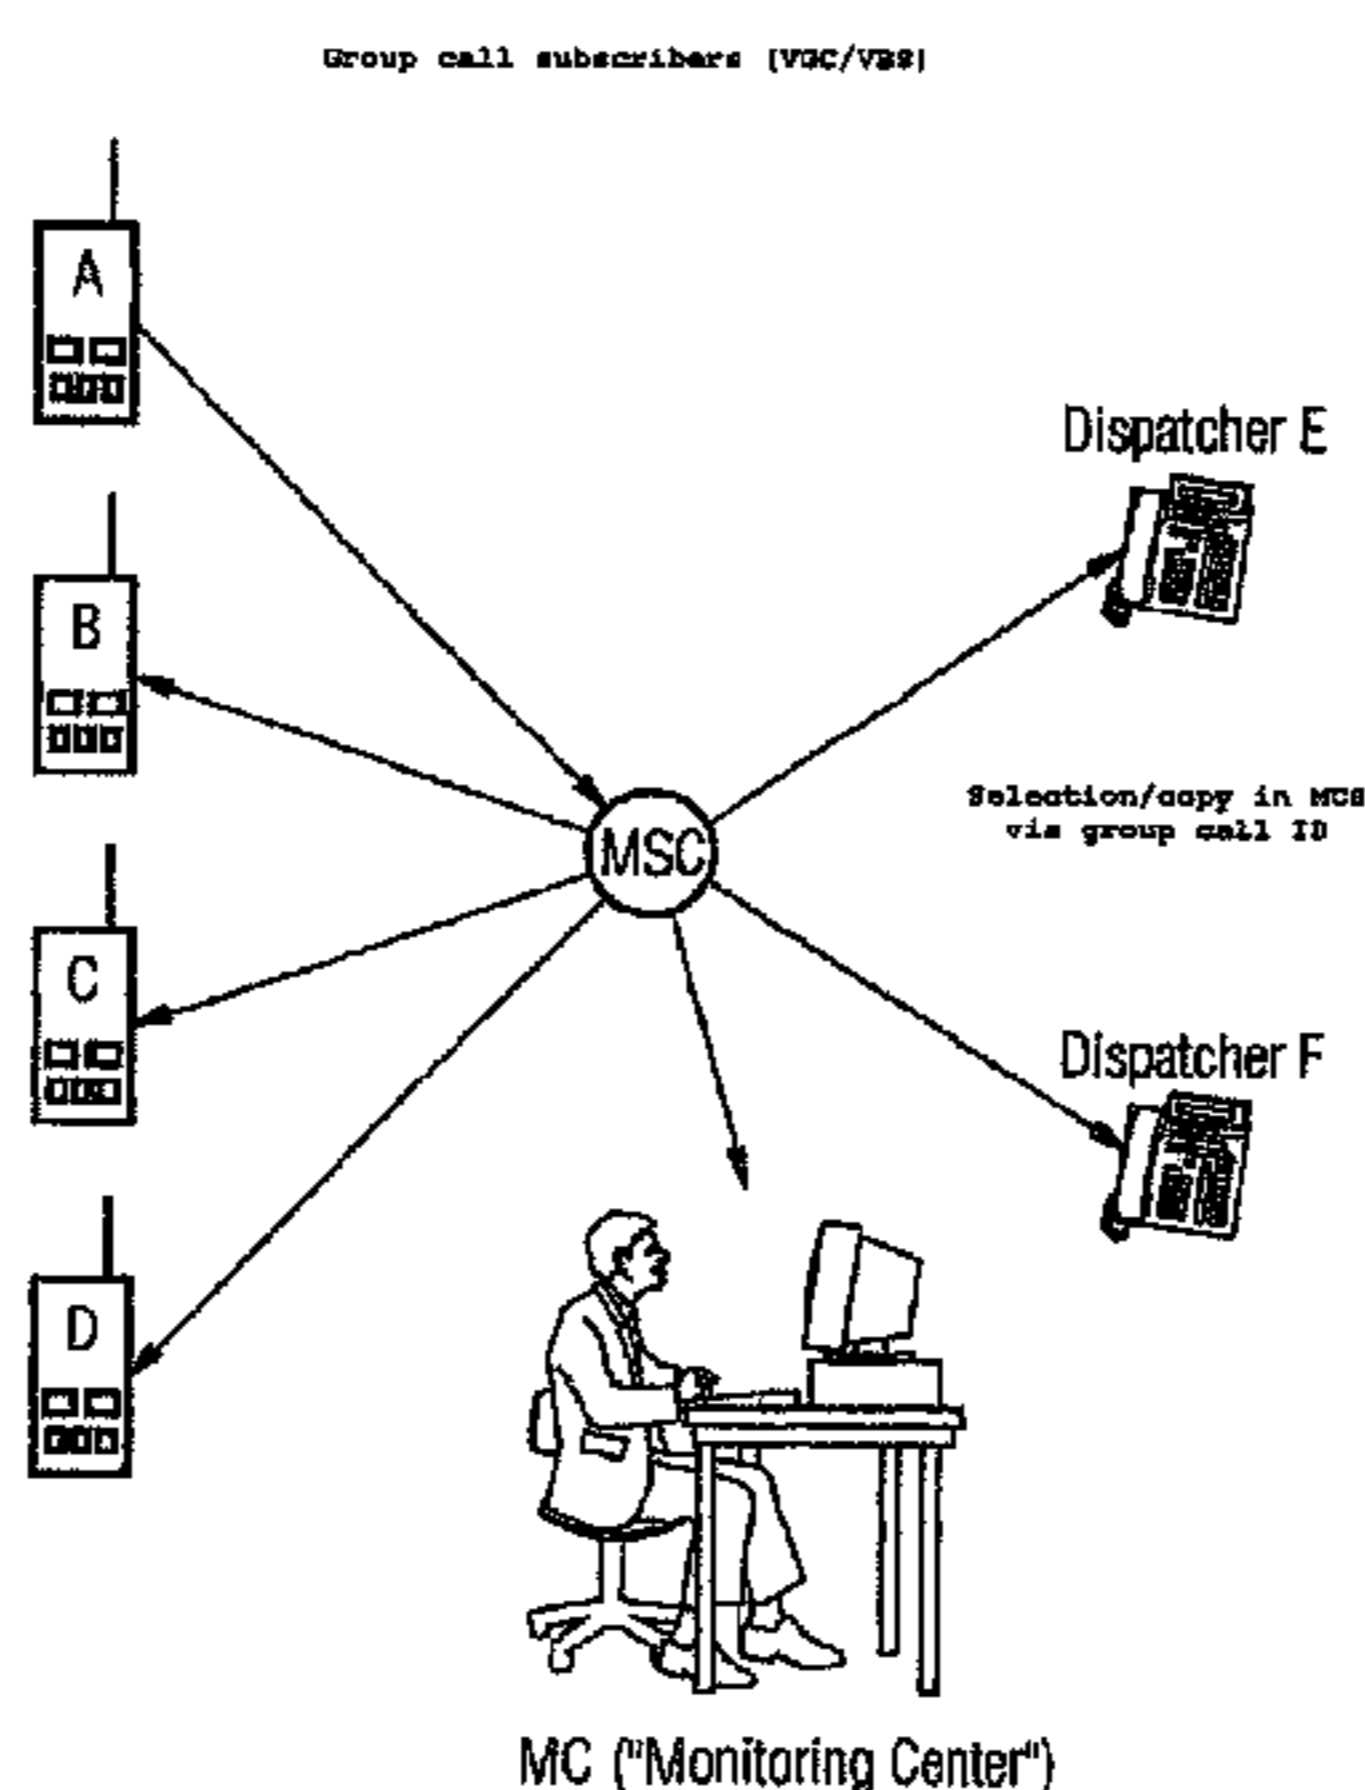 Group call subscribers (VGC/VBS)
A
Dispatcher E
B
Selection/copy in MCS
via group call ID
MSC
C
Dispatcher F
D
MC ("Monitoring Center")